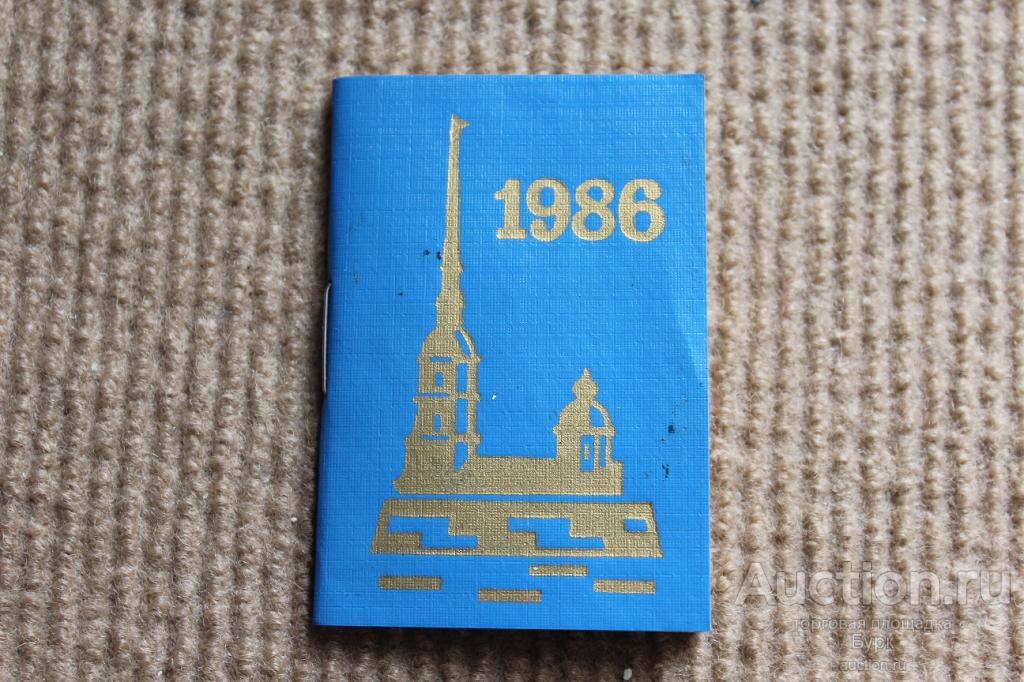 1986
Auction.ru
торговая площадка
Бурк
auction.ru